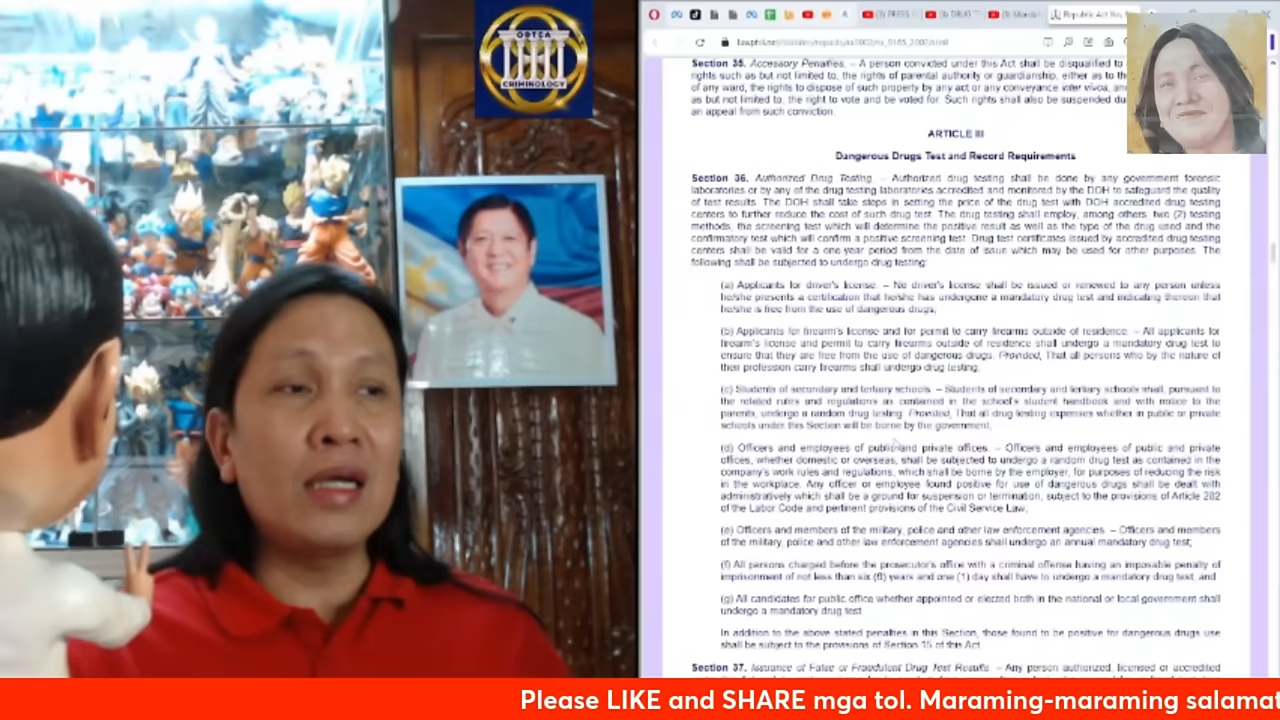 ORTEA
CRIMINOLOGY
Republic Act No.
Section 35. Accessory Penalties. – A person convicted under this Act shall be disqualified to
rights such as but not limited to, the rights of parental authority or guardianship, either as to the
of any ward, the rights to dispose of such property by any act or any conveyance inter vivos, an
as but not limited to, the right to vote and be voted for. Such rights shall also be suspended du
an appeal from such conviction.
ARTICLE III
Dangerous Drugs Test and Record Requirements
Section 36. Authorized Drug Testing. – Authorized drug testing shall be done by any government forensic
laboratories or by any of the drug testing laboratories accredited and monitored by the DOH to safeguard the quality
of test results. The DOH shall take steps in setting the price of the drug test with DOH accredited drug testing
centers to further reduce the cost of such drug test. The drug testing shall employ, among others, two (2) testing
methods, the screening test which will determine the positive result as well as the type of the drug used and the
confirmatory test which will confirm a positive screening test. Drug test certificates issued by accredited drug testing
centers shall be valid for a one-year period from the date of issue which may be used for other purposes. The
following shall be subjected to undergo drug testing:
(a) Applicants for driver's license. – No driver's license shall be issued or renewed to any person unless
he/she presents a certification that he/she has undergone a mandatory drug test and indicating thereon that
he/she is free from the use of dangerous drugs;
(b) Applicants for firearm's license and for permit to carry firearms outside of residence. – All applicants for
firearm's license and permit to carry firearms outside of residence shall undergo a mandatory drug test to
ensure that they are free from the use of dangerous drugs: Provided, That all persons who by the nature of
their profession carry firearms shall undergo drug testing;
(c) Students of secondary and tertiary schools. – Students of secondary and tertiary schools shall, pursuant to
the related rules and regulations as contained in the school's student handbook and with notice to the
parents, undergo a random drug testing: Provided, That all drug testing expenses whether in public or private
schools under this Section will be borne by the government;
(d) Officers and employees of public and private offices. – Officers and employees of public and private
offices, whether domestic or overseas, shall be subjected to undergo a random drug test as contained in the
company's work rules and regulations, which shall be borne by the employer, for purposes of reducing the risk
in the workplace. Any officer or employee found positive for use of dangerous drugs shall be dealt with
administratively which shall be a ground for suspension or termination, subject to the provisions of Article 282
of the Labor Code and pertinent provisions of the Civil Service Law;
(e) Officers and members of the military, police and other law enforcement agencies. – Officers and members
of the military, police and other law enforcement agencies shall undergo an annual mandatory drug test;
(f) All persons charged before the prosecutor's office with a criminal offense having an imposable penalty of
imprisonment of not less than six (6) years and one (1) day shall have to undergo a mandatory drug test; and
(g) All candidates for public office whether appointed or elected both in the national or local government shall
undergo a mandatory drug test.
In addition to the above stated penalties in this Section, those found to be positive for dangerous drugs use
shall be subject to the provisions of Section 15 of this Act.
Section 37. Issuance of False or Fraudulent Drug Test Results. – Any person authorized, licensed or accredited
Please LIKE and SHARE mga tol. Maraming-maraming salamat